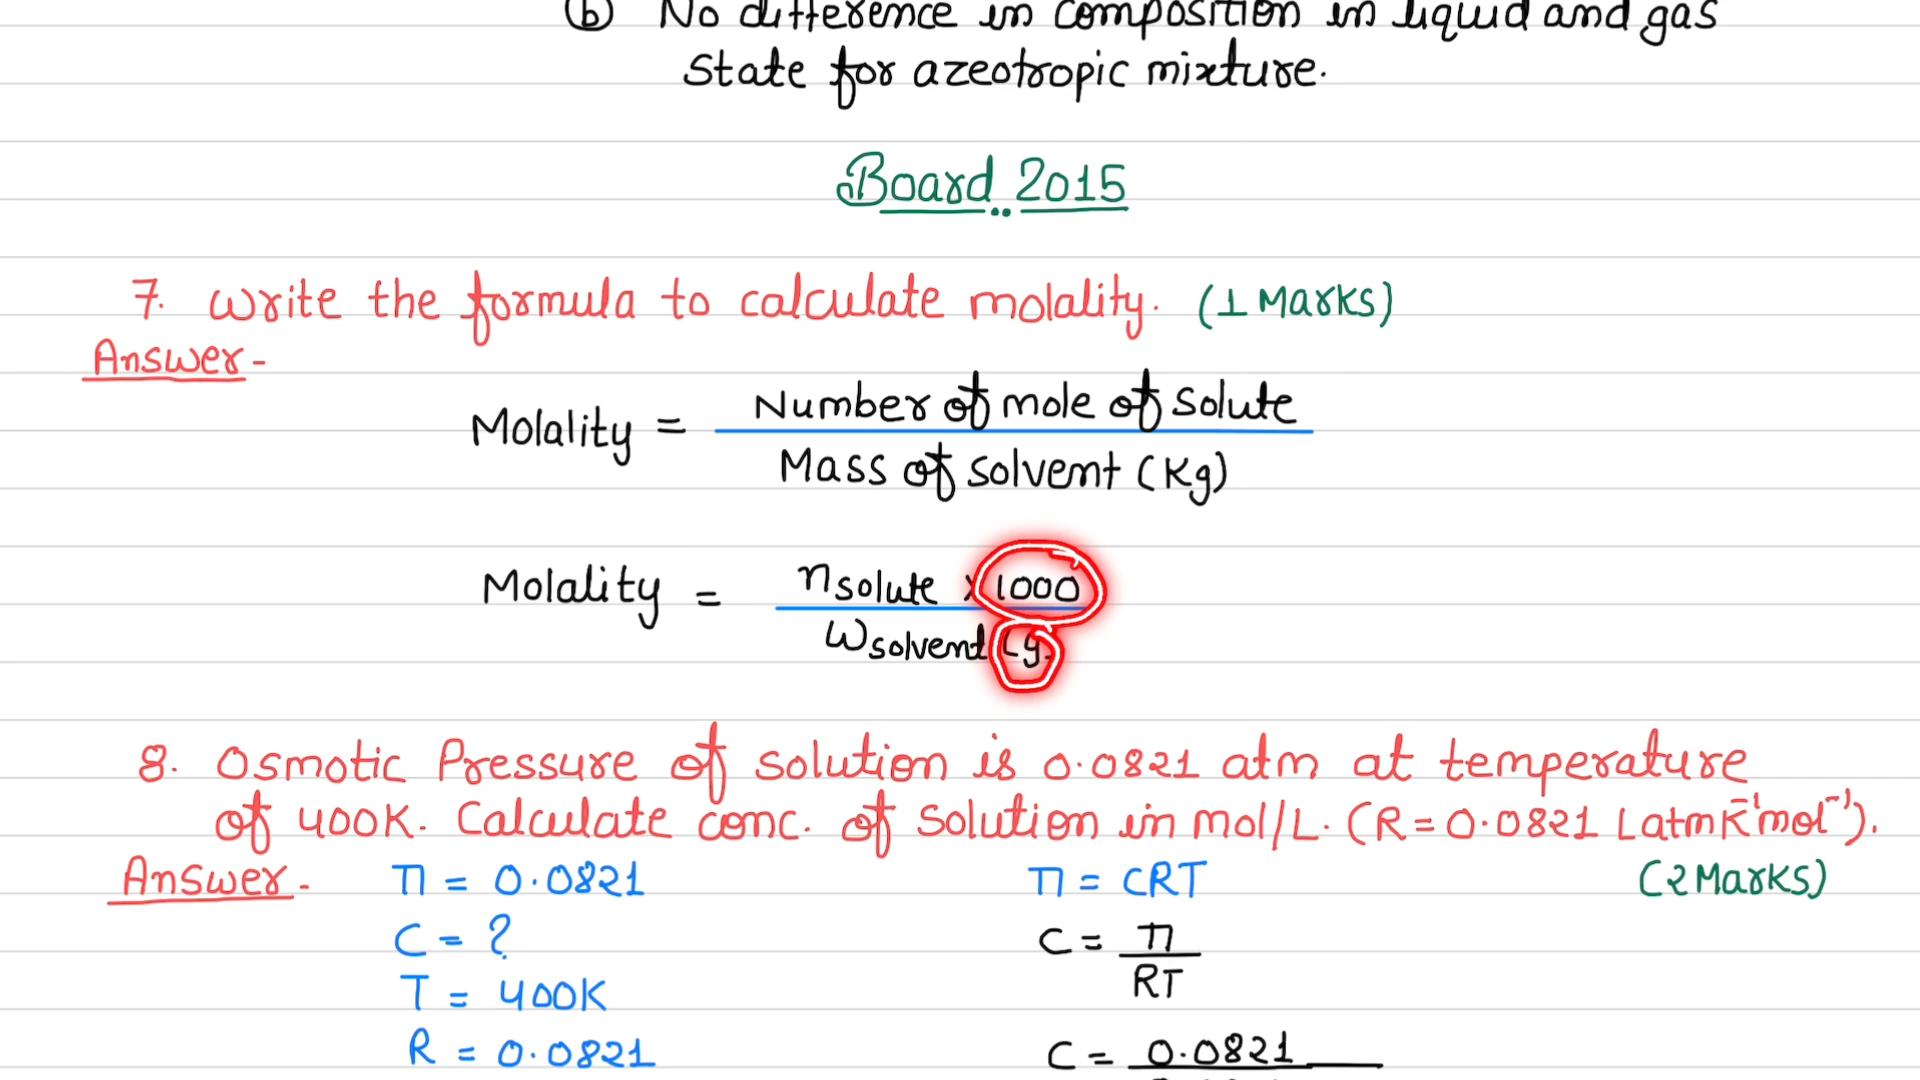 (b) No difference in composition in liquid and gas
State for azeotropic mixture.
Board 2015
7. Write the formula to calculate molality. (1 Marks)
Answer-
Molality = Number of mole of Solute
Mass of Solvent (Kg)
Molality = nsolute × 1000
Wsolvent (g)
8. Osmotic Pressure of solution is 0.0821 atm at temperature
of 400K. Calculate conc. of Solution in mol/L. (R = 0.0821 L atm K⁻¹ mol⁻¹).
Answer- π = 0.0821 π = CRT (2 Marks)
C = ? C = π
RT
T = 400K
R = 0.0821 C = 0.0821